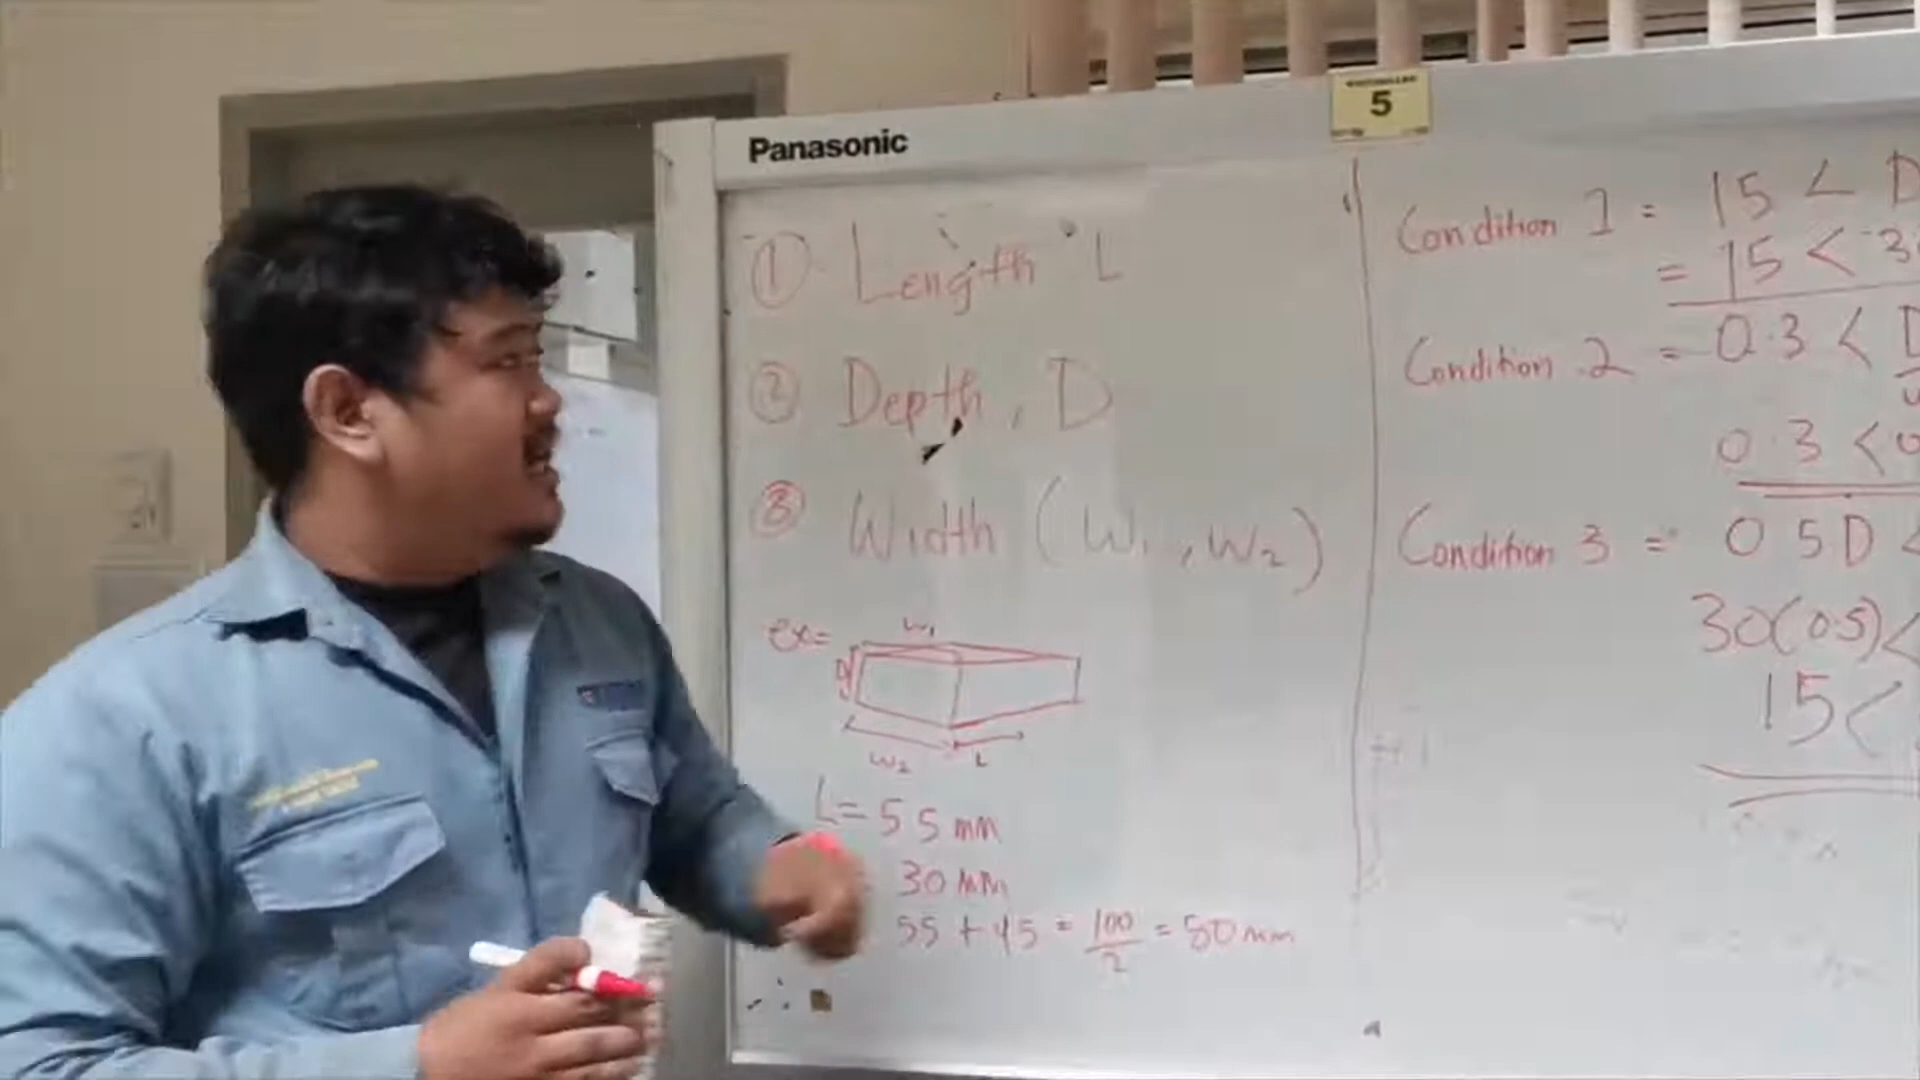 Panasonic
5
① Length L
② Depth, D
③ Width (W₁, W₂)
ex=
W₁
D
W₂
L
L= 55 mm
30 mm
55 + 45 = 100/2 = 50 mm
Condition 1 = 15 < D
= 15 < 3
Condition 2 = 0.3 < D
0.3 < 0
Condition 3 = 0.5D <
30(0.5) <
15 <